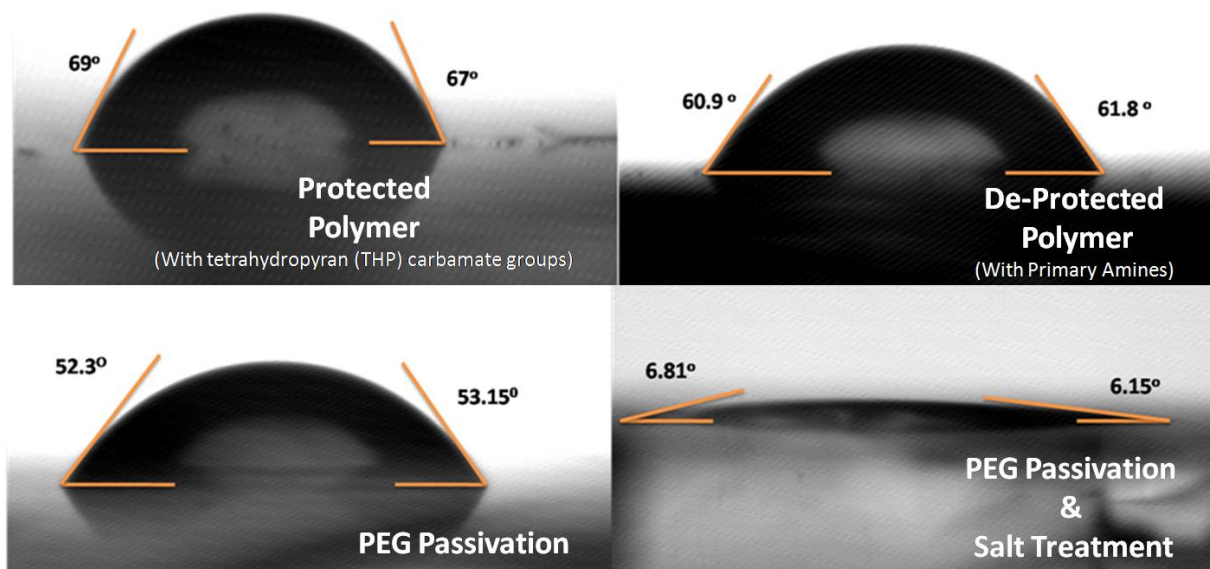 69º
67º
Protected
Polymer
(With tetrahydropyran (THP) carbamate groups)
60.9 º
61.8 º
De-Protected
Polymer
(With Primary Amines)
52.3º
53.15º
PEG Passivation
6.81º
6.15º
PEG Passivation
&
Salt Treatment